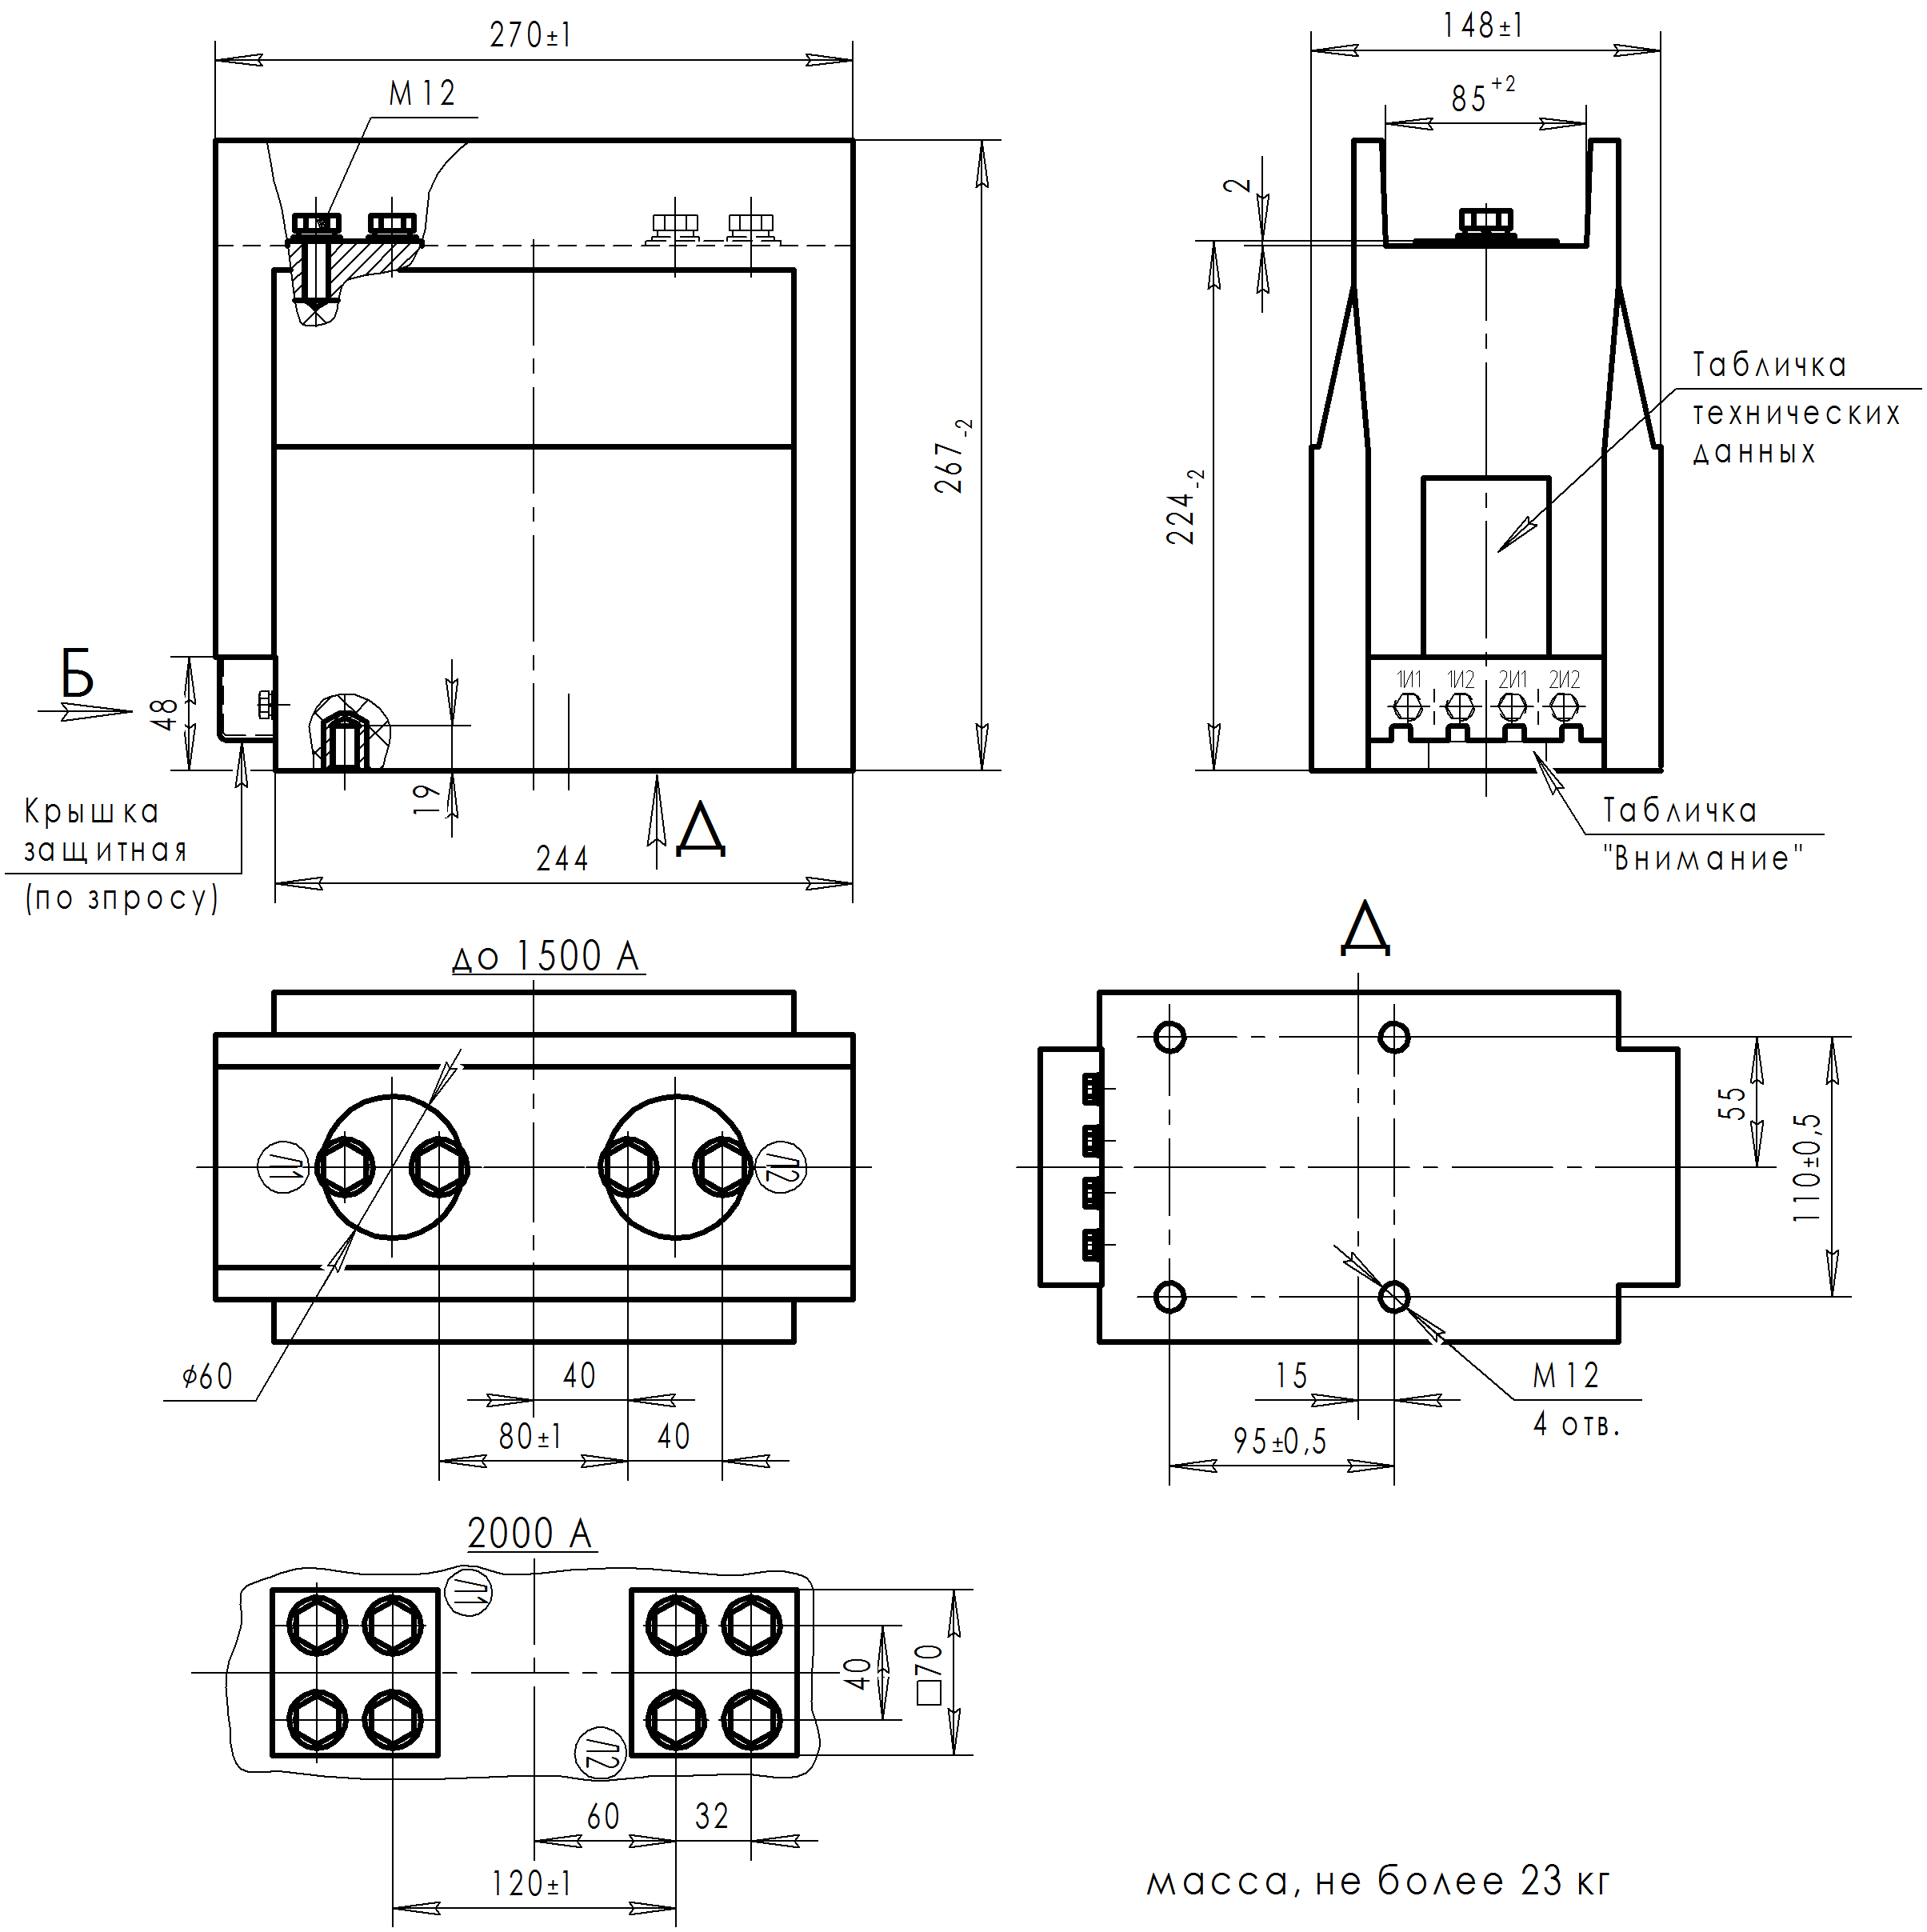 270±1
M12
148±1
85+2
2
267-2
224-2
Табличка
технических
данных
Б
48
19
1И1 1И2 2И1 2И2
Крышка
защитная
(по зпросу)
244
Д
Табличка
"Внимание"
до 1500 А
Д
Л1
Л2
55
110±0,5
ø60
40
80±1
40
15
95±0,5
M12
4 отв.
2000 А
Л1
Л2
40
□70
60
32
120±1
масса, не более 23 кг